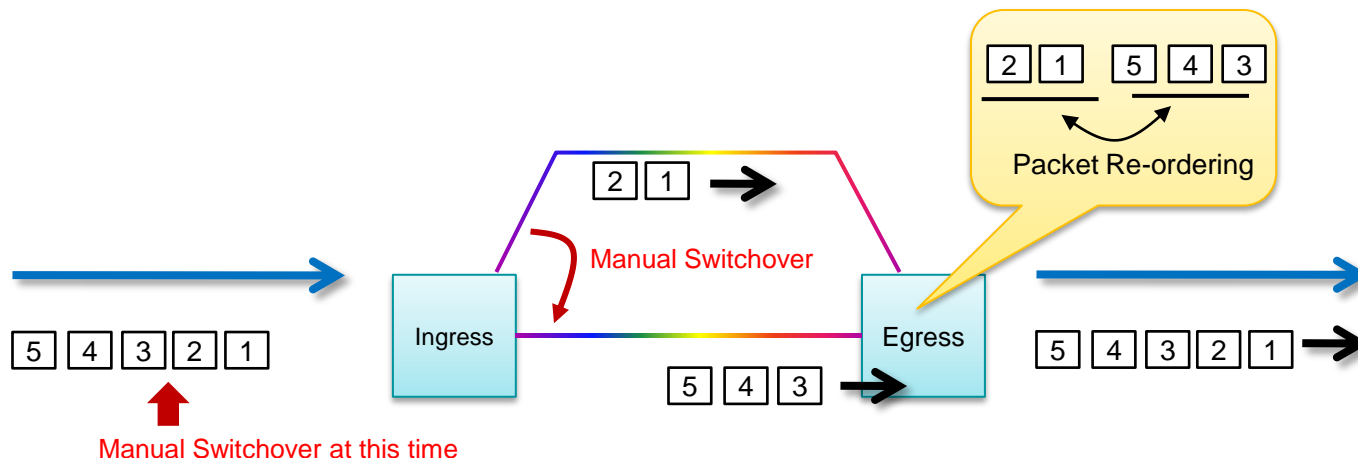 2 1 5 4 3
Packet Re-ordering
2 1
Manual Switchover
Ingress
Egress
5 4 3 2 1
5 4 3 2 1
5 4 3
Manual Switchover at this time